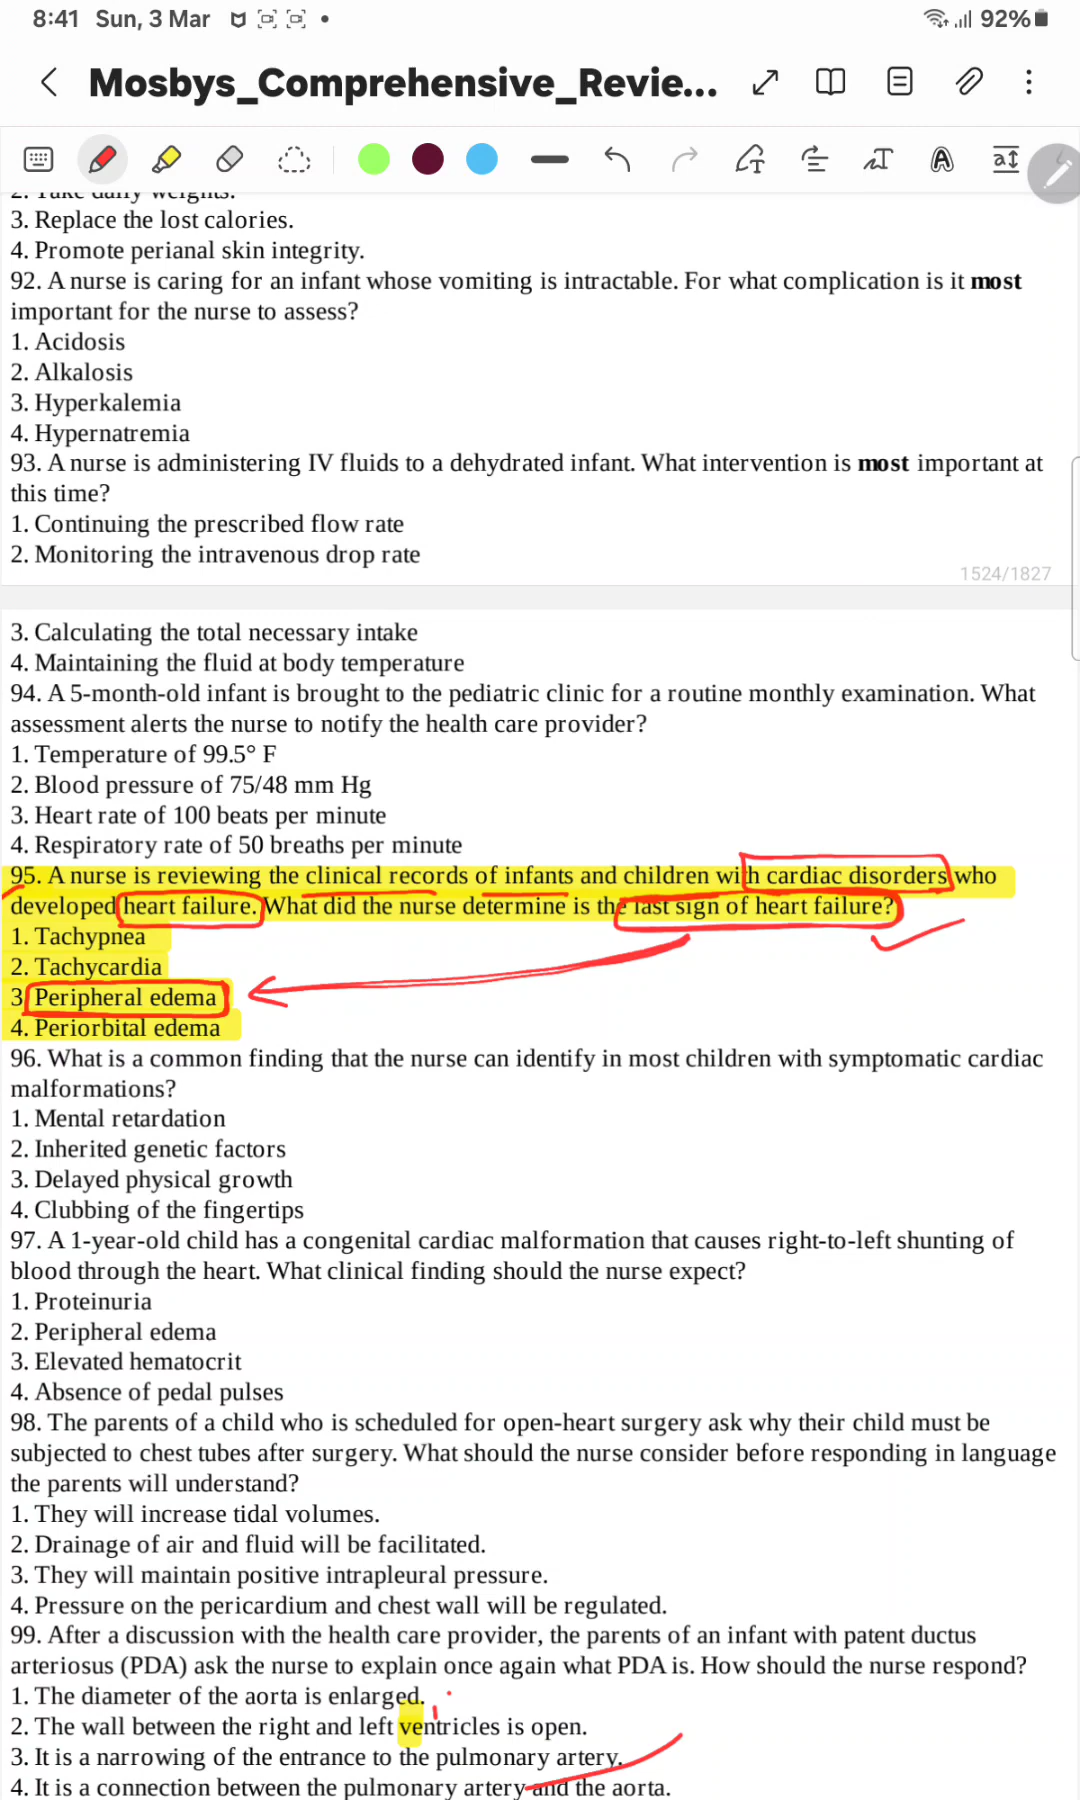 8:41 Sun, 3 Mar 92%
Mosbys_Comprehensive_Revie...
2. Take daily weights.
3. Replace the lost calories.
4. Promote perianal skin integrity.
92. A nurse is caring for an infant whose vomiting is intractable. For what complication is it most
important for the nurse to assess?
1. Acidosis
2. Alkalosis
3. Hyperkalemia
4. Hypernatremia
93. A nurse is administering IV fluids to a dehydrated infant. What intervention is most important at
this time?
1. Continuing the prescribed flow rate
2. Monitoring the intravenous drop rate
1524/1827
3. Calculating the total necessary intake
4. Maintaining the fluid at body temperature
94. A 5-month-old infant is brought to the pediatric clinic for a routine monthly examination. What
assessment alerts the nurse to notify the health care provider?
1. Temperature of 99.5° F
2. Blood pressure of 75/48 mm Hg
3. Heart rate of 100 beats per minute
4. Respiratory rate of 50 breaths per minute
95. A nurse is reviewing the clinical records of infants and children with cardiac disorders who
developed heart failure. What did the nurse determine is the last sign of heart failure?
1. Tachypnea
2. Tachycardia
3 Peripheral edema
4. Periorbital edema
96. What is a common finding that the nurse can identify in most children with symptomatic cardiac
malformations?
1. Mental retardation
2. Inherited genetic factors
3. Delayed physical growth
4. Clubbing of the fingertips
97. A 1-year-old child has a congenital cardiac malformation that causes right-to-left shunting of
blood through the heart. What clinical finding should the nurse expect?
1. Proteinuria
2. Peripheral edema
3. Elevated hematocrit
4. Absence of pedal pulses
98. The parents of a child who is scheduled for open-heart surgery ask why their child must be
subjected to chest tubes after surgery. What should the nurse consider before responding in language
the parents will understand?
1. They will increase tidal volumes.
2. Drainage of air and fluid will be facilitated.
3. They will maintain positive intrapleural pressure.
4. Pressure on the pericardium and chest wall will be regulated.
99. After a discussion with the health care provider, the parents of an infant with patent ductus
arteriosus (PDA) ask the nurse to explain once again what PDA is. How should the nurse respond?
1. The diameter of the aorta is enlarged.
2. The wall between the right and left ventricles is open.
3. It is a narrowing of the entrance to the pulmonary artery.
4. It is a connection between the pulmonary artery and the aorta.